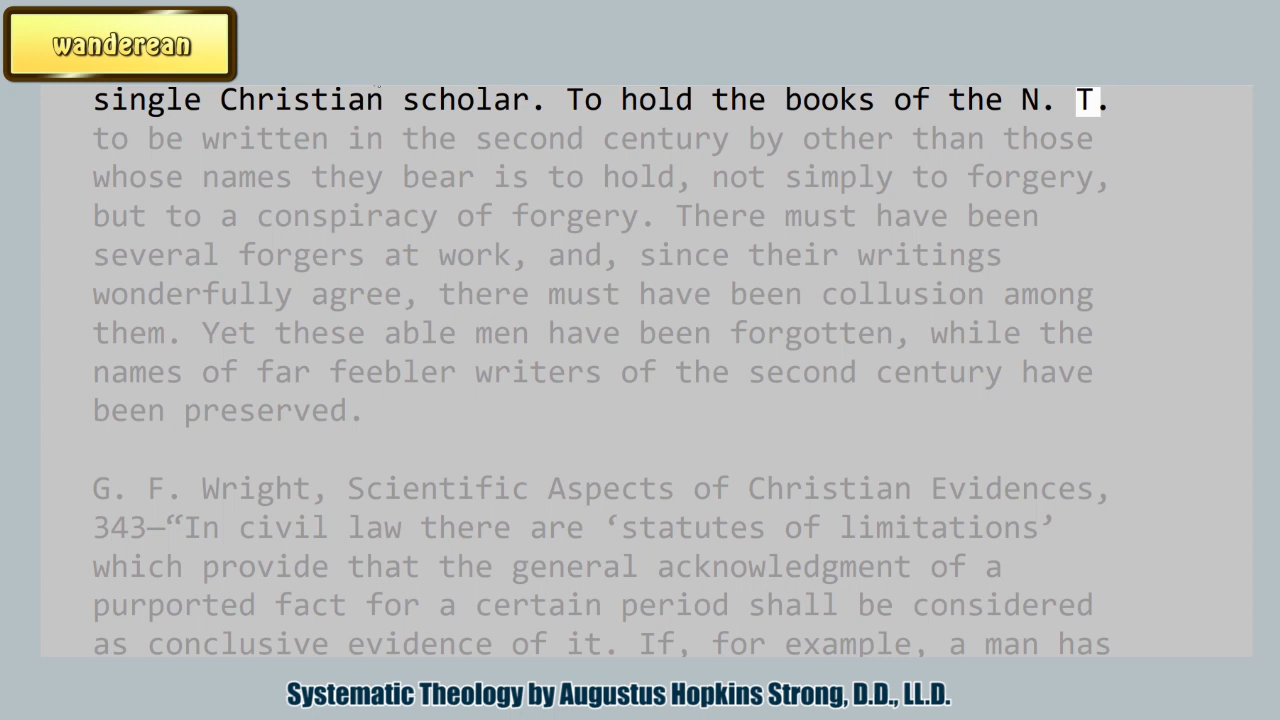 wanderean
single Christian scholar. To hold the books of the N. T.
to be written in the second century by other than those
whose names they bear is to hold, not simply to forgery,
but to a conspiracy of forgery. There must have been
several forgers at work, and, since their writings
wonderfully agree, there must have been collusion among
them. Yet these able men have been forgotten, while the
names of far feebler writers of the second century have
been preserved.
G. F. Wright, Scientific Aspects of Christian Evidences,
343—“In civil law there are ‘statutes of limitations’
which provide that the general acknowledgment of a
purported fact for a certain period shall be considered
as conclusive evidence of it. If, for example, a man has
Systematic Theology by Augustus Hopkins Strong, D.D., LL.D.